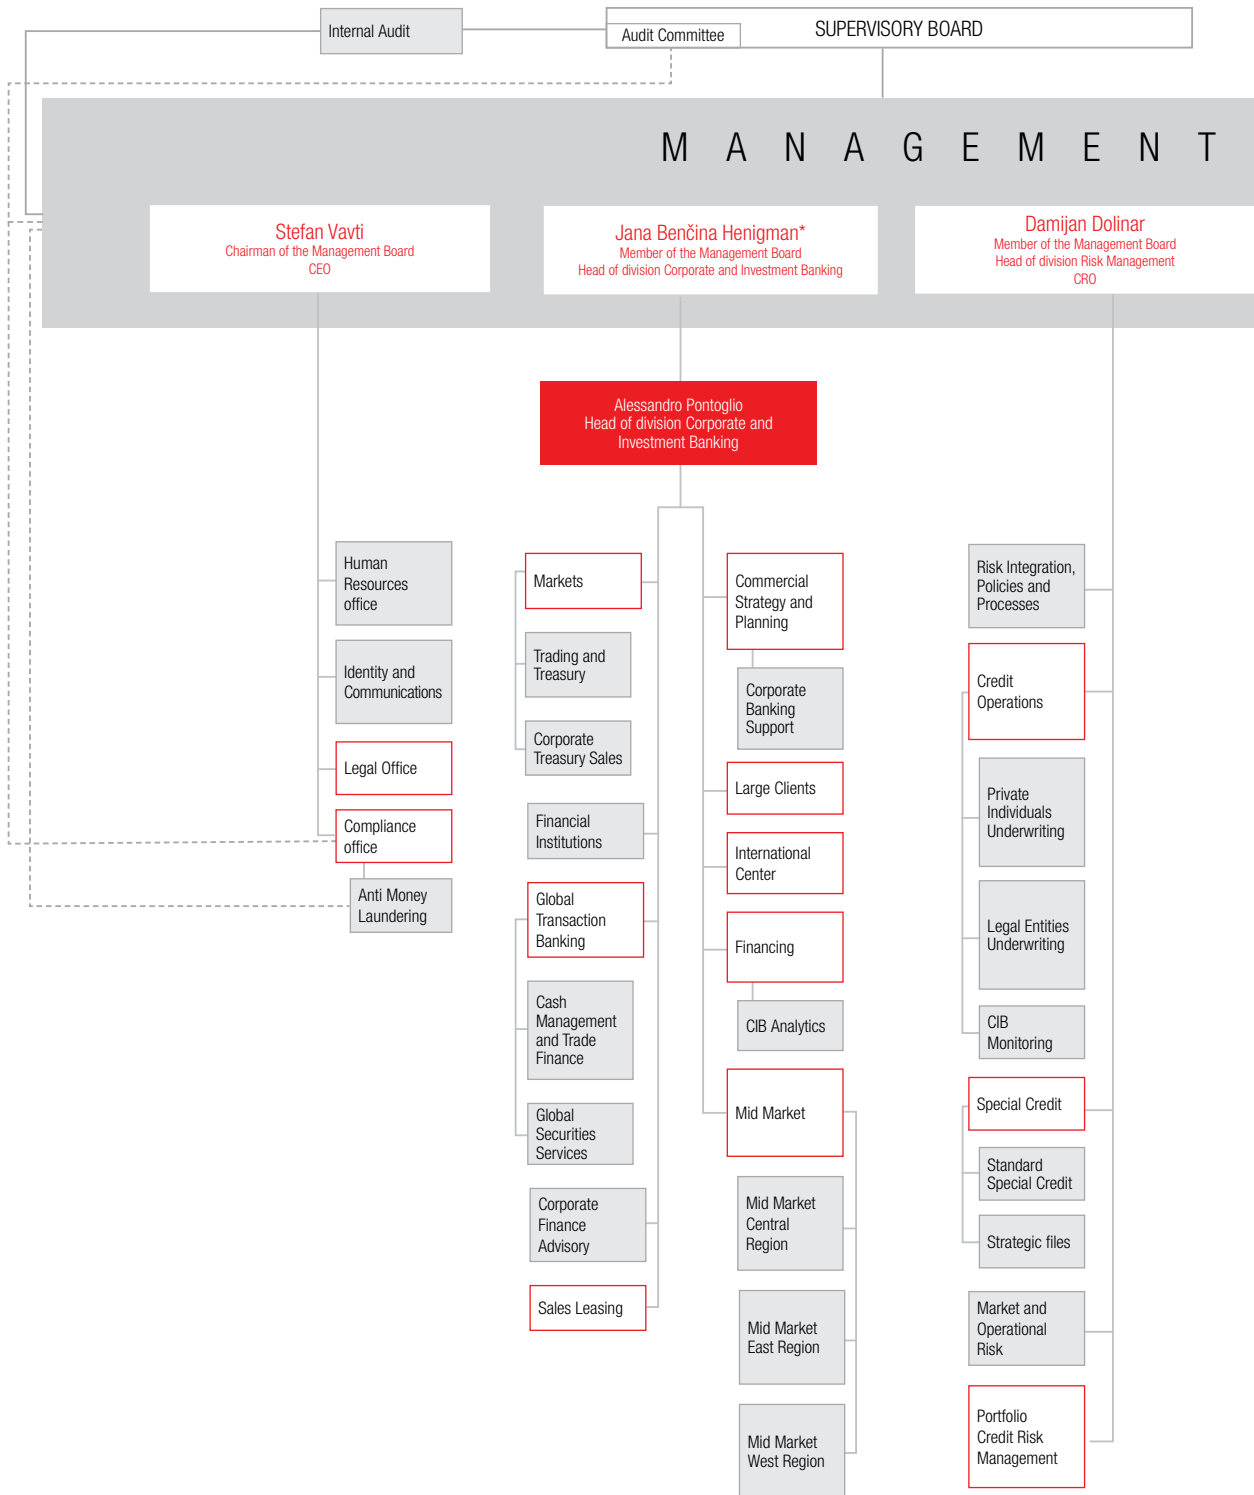 Internal Audit
Audit Committee
SUPERVISORY BOARD
M A N A G E M E N T
Stefan Vavti
Chairman of the Management Board
CEO
Jana Benčina Henigman*
Member of the Management Board
Head of division Corporate and Investment Banking
Damijan Dolinar
Member of the Management Board
Head of division Risk Management
CRO
Alessandro Pontoglio
Head of division Corporate and
Investment Banking
Human
Resources
office
Identity and
Communications
Legal Office
Compliance
office
Anti Money
Laundering
Markets
Trading and
Treasury
Corporate
Treasury Sales
Financial
Institutions
Global
Transaction
Banking
Cash
Management
and Trade
Finance
Global
Securities
Services
Corporate
Finance
Advisory
Sales Leasing
Commercial
Strategy and
Planning
Corporate
Banking
Support
Large Clients
International
Center
Financing
CIB Analytics
Mid Market
Mid Market
Central
Region
Mid Market
East Region
Mid Market
West Region
Risk Integration,
Policies and
Processes
Credit
Operations
Private
Individuals
Underwriting
Legal Entities
Underwriting
CIB
Monitoring
Special Credit
Standard
Special Credit
Strategic files
Market and
Operational
Risk
Portfolio
Credit Risk
Management